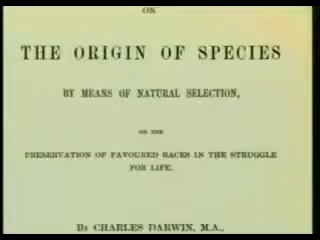 ON
THE ORIGIN OF SPECIES
BY MEANS OF NATURAL SELECTION,
OR THE
PRESERVATION OF FAVOURED RACES IN THE STRUGGLE
FOR LIFE.
By CHARLES DARWIN, M.A.,